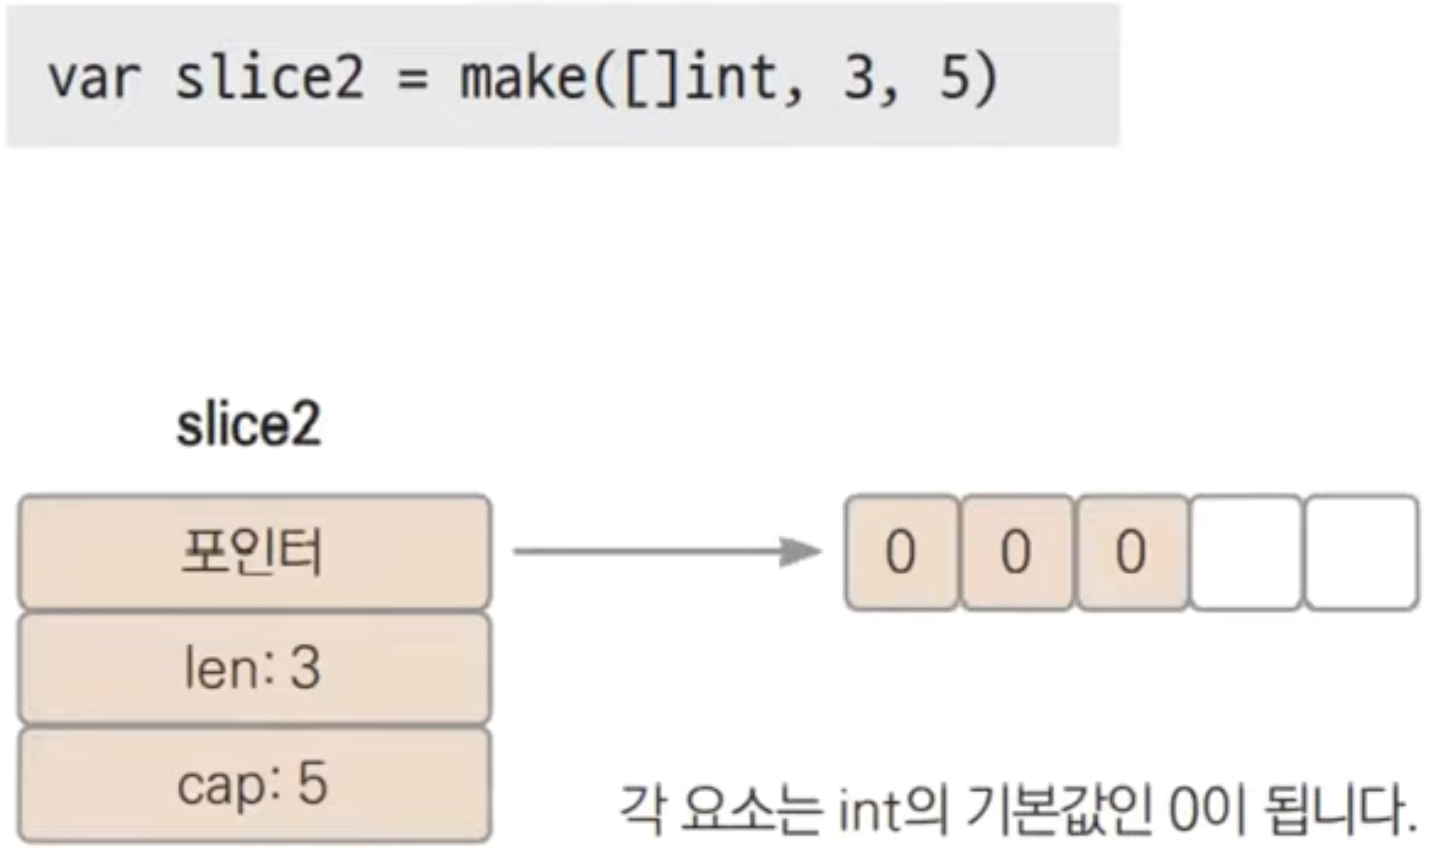 var slice2 = make([]int, 3, 5)
slice2
포인터
0 0 0
len: 3
cap: 5
각 요소는 int의 기본값인 0이 됩니다.